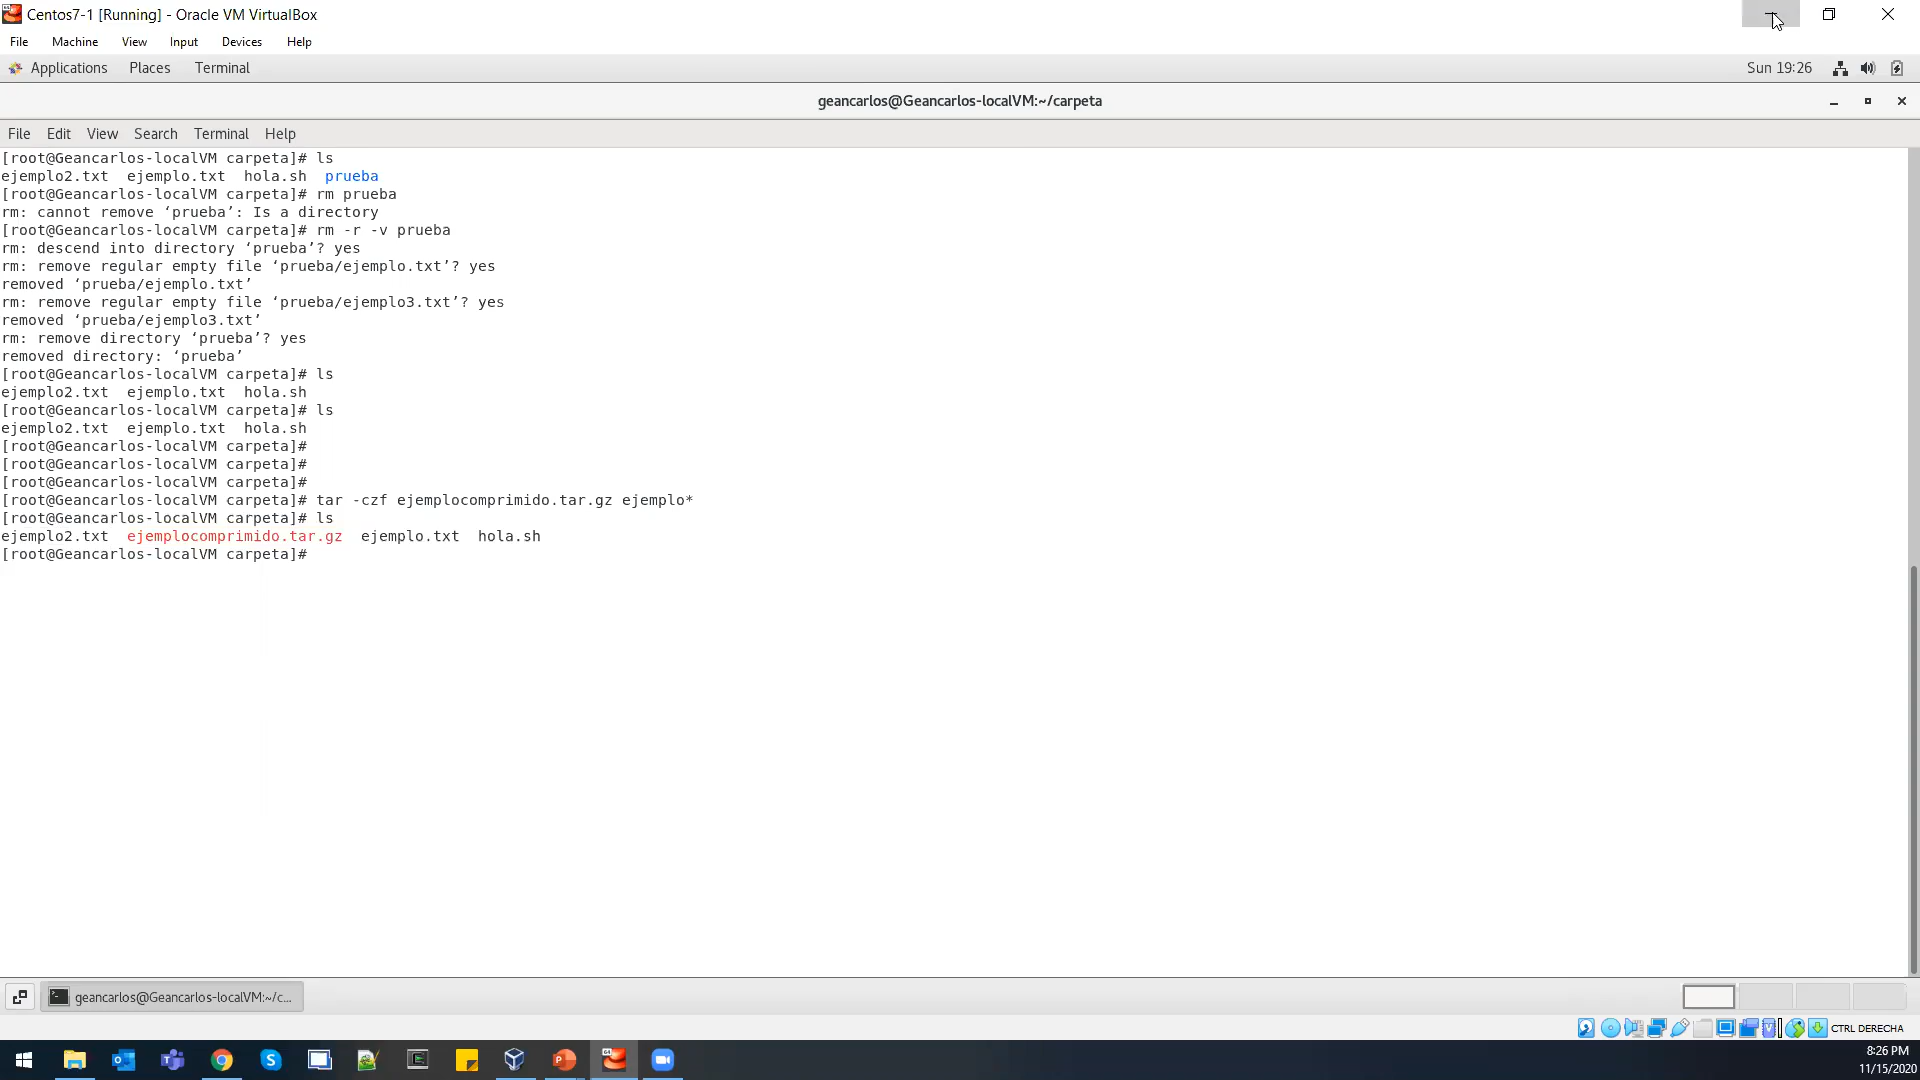 Centos7-1 [Running] - Oracle VM VirtualBox
File Machine View Input Devices Help
Applications Places Terminal Sun 19:26
geancarlos@Geancarlos-localVM:~/carpeta
File Edit View Search Terminal Help
[root@Geancarlos-localVM carpeta]# ls
ejemplo2.txt ejemplo.txt hola.sh prueba
[root@Geancarlos-localVM carpeta]# rm prueba
rm: cannot remove ‘prueba’: Is a directory
[root@Geancarlos-localVM carpeta]# rm -r -v prueba
rm: descend into directory ‘prueba’? yes
rm: remove regular empty file ‘prueba/ejemplo.txt’? yes
removed ‘prueba/ejemplo.txt’
rm: remove regular empty file ‘prueba/ejemplo3.txt’? yes
removed ‘prueba/ejemplo3.txt’
rm: remove directory ‘prueba’? yes
removed directory: ‘prueba’
[root@Geancarlos-localVM carpeta]# ls
ejemplo2.txt ejemplo.txt hola.sh
[root@Geancarlos-localVM carpeta]# ls
ejemplo2.txt ejemplo.txt hola.sh
[root@Geancarlos-localVM carpeta]#
[root@Geancarlos-localVM carpeta]#
[root@Geancarlos-localVM carpeta]#
[root@Geancarlos-localVM carpeta]# tar -czf ejemplocomprimido.tar.gz ejemplo*
[root@Geancarlos-localVM carpeta]# ls
ejemplo2.txt ejemplocomprimido.tar.gz ejemplo.txt hola.sh
[root@Geancarlos-localVM carpeta]#
geancarlos@Geancarlos-localVM:~/c...
CTRL DERECHA
8:26 PM
11/15/2020